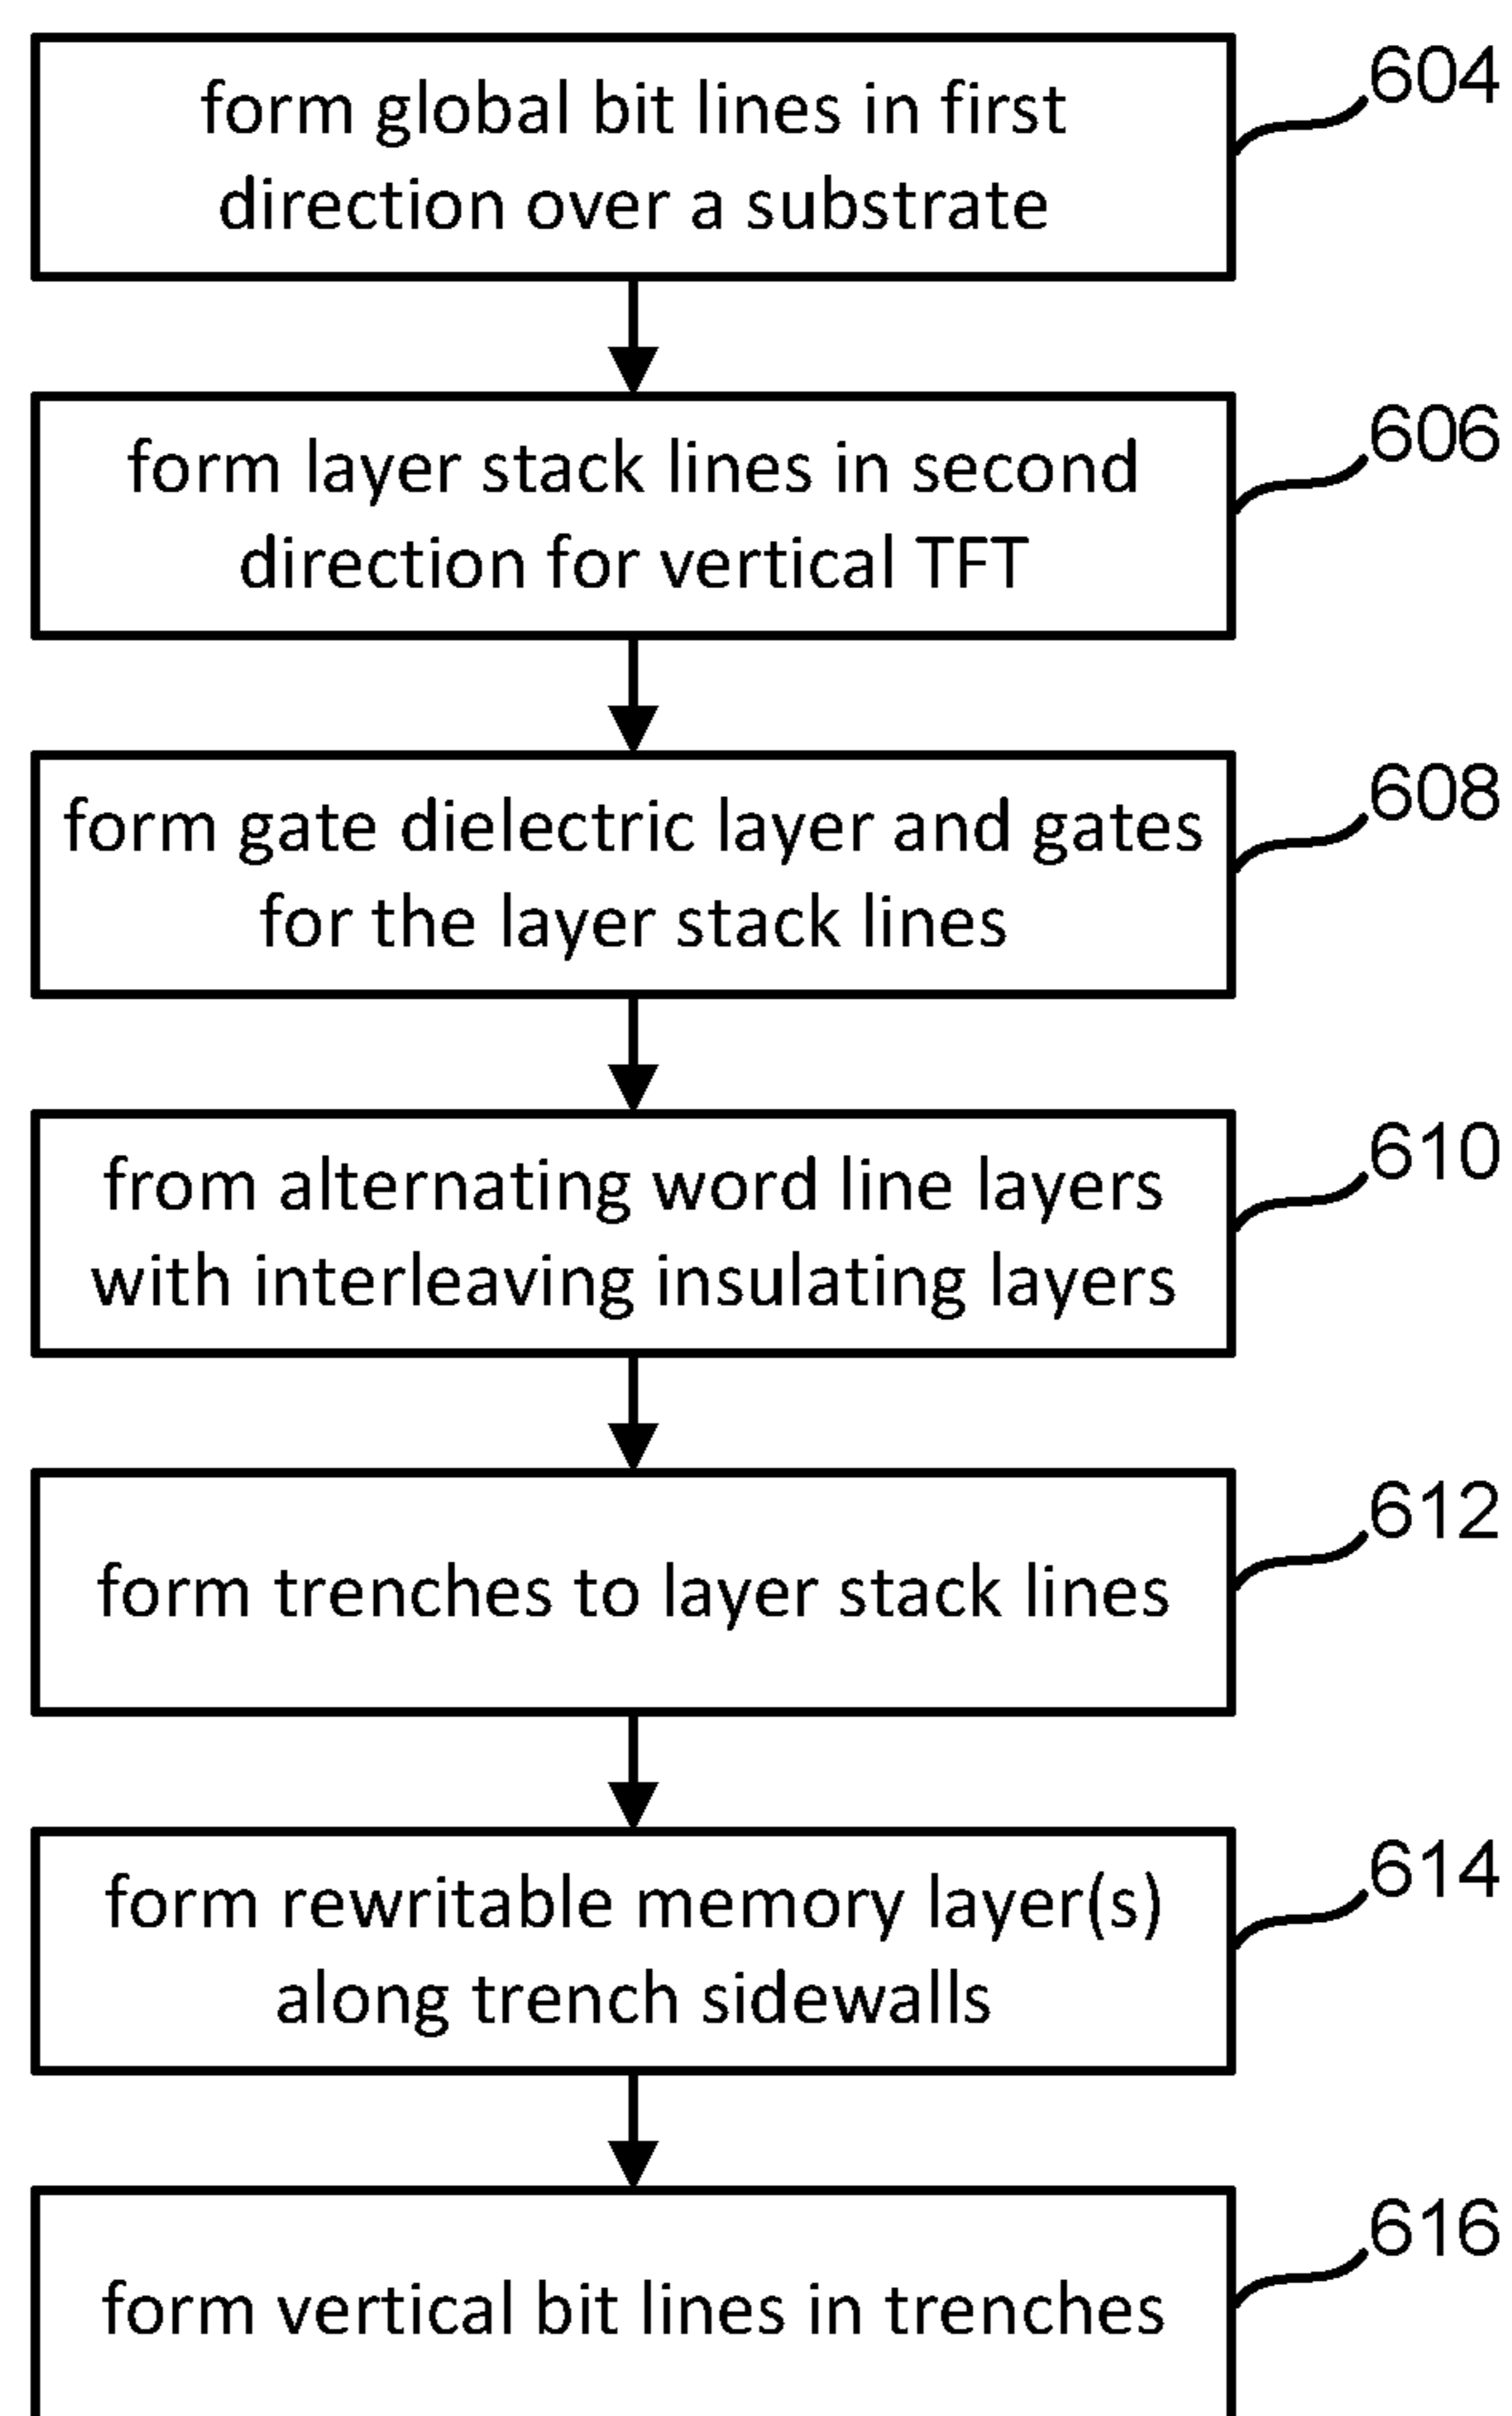 form global bit lines in first
direction over a substrate
604
form layer stack lines in second
direction for vertical TFT
606
form gate dielectric layer and gates
for the layer stack lines
608
from alternating word line layers
with interleaving insulating layers
610
form trenches to layer stack lines
612
form rewritable memory layer(s)
along trench sidewalls
614
form vertical bit lines in trenches
616